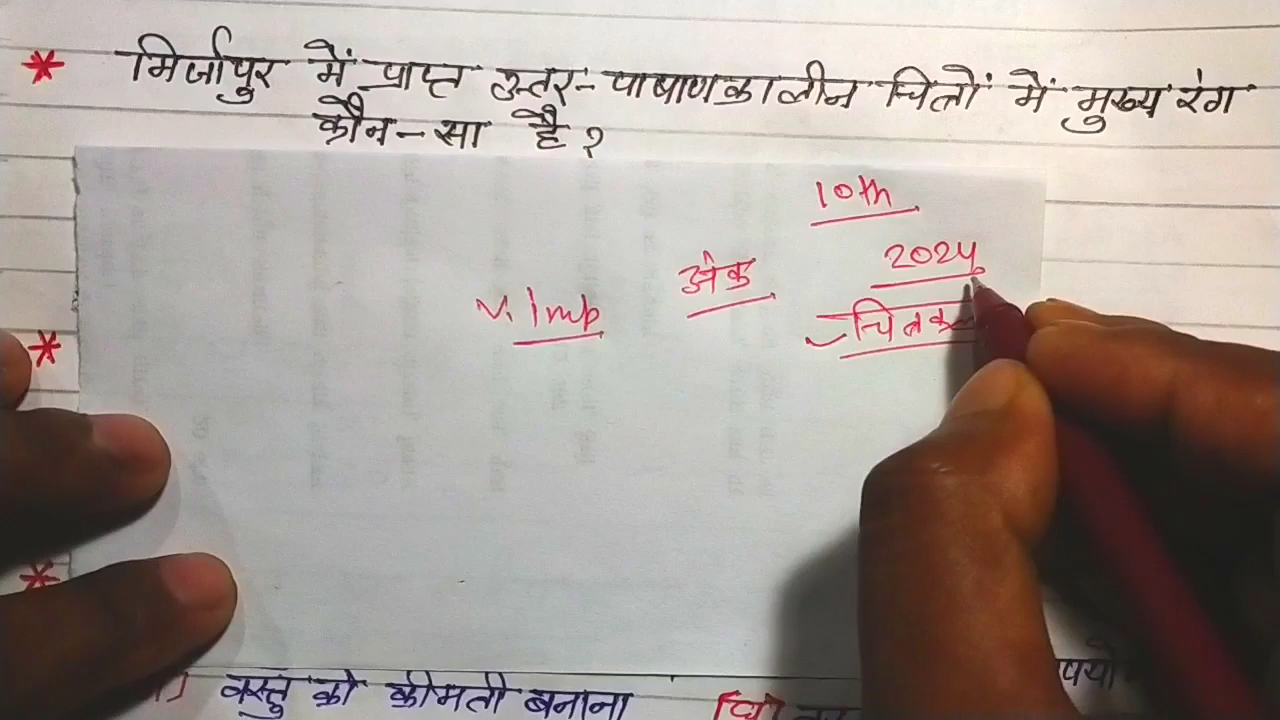 * मिर्जापुर में प्राप्त उत्तर-पाषाणकालीन चित्रों में मुख्य रंग
कौन-सा है?
10th
2024
अंक
V. Imp
चित्रकल
*
*
वस्तु को कीमती बनाना